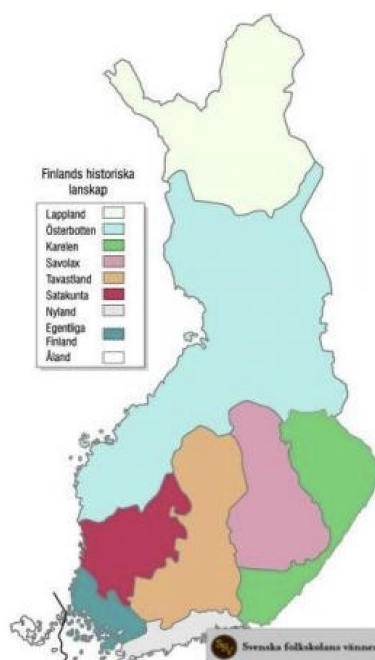 Finlands historiska
lanskap
Lappland
Österbotten
Karelen
Savolax
Tavastland
Satakunta
Nyland
Egentliga
Finland
Åland
Svenska folkskolans vänner